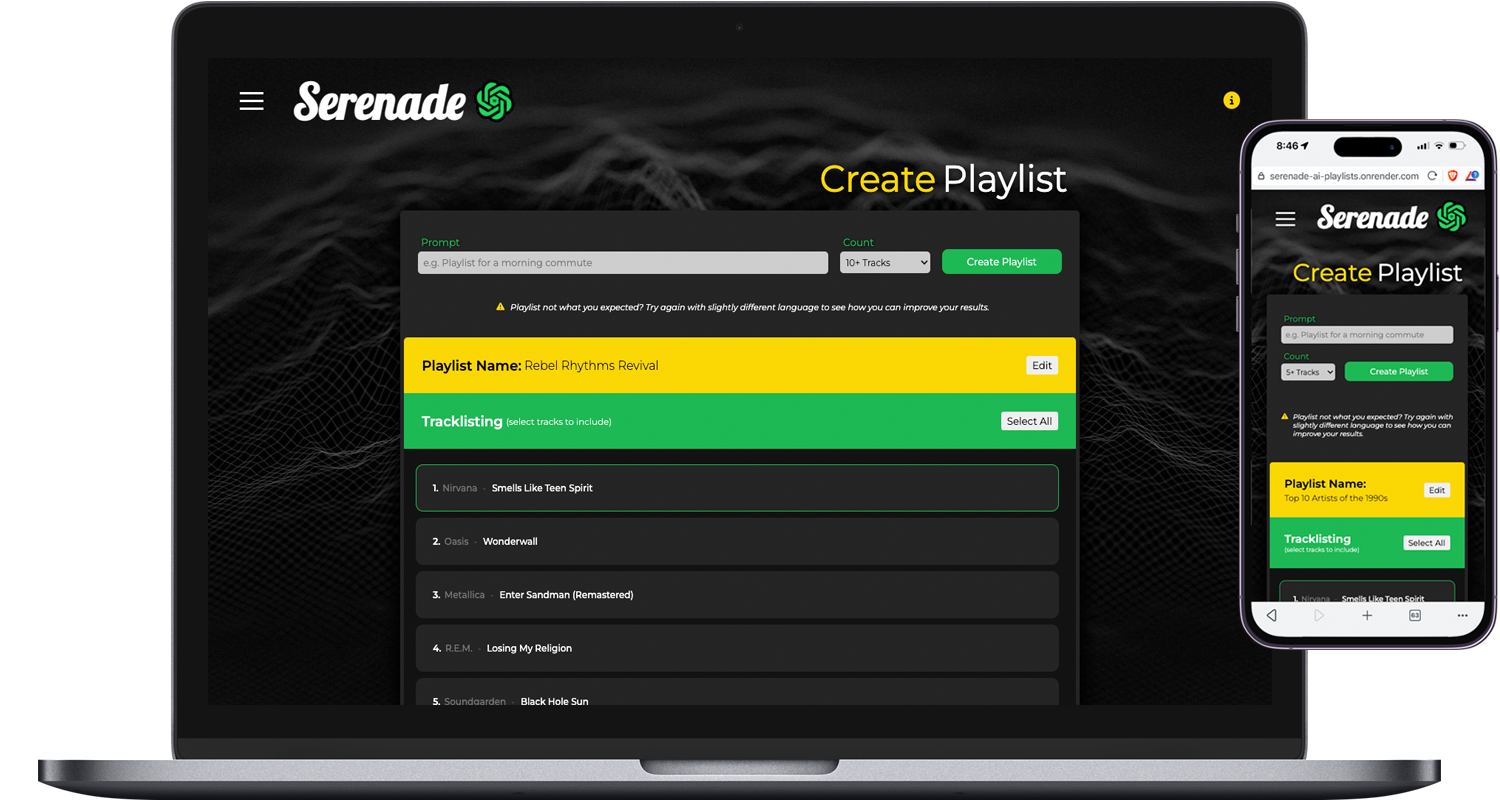 Serenade
i
Create Playlist
Prompt
Count
e.g. Playlist for a morning commute
10+ Tracks
Create Playlist
Playlist not what you expected? Try again with slightly different language to see how you can improve your results.
Playlist Name: Rebel Rhythms Revival
Edit
Tracklisting (select tracks to include)
Select All
1. Nirvana - Smells Like Teen Spirit
2. Oasis - Wonderwall
3. Metallica - Enter Sandman (Remastered)
4. R.E.M. - Losing My Religion
5. Soundgarden - Black Hole Sun
8:46
serenade-ai-playlists.onrender.com
Serenade
Create Playlist
Prompt
e.g. Playlist for a morning commute
Count
5+ Tracks
Create Playlist
Playlist not what you expected? Try again with
slightly different language to see how you can
improve your results.
Playlist Name:
Top 10 Artists of the 1990s
Edit
Tracklisting
(select tracks to include)
Select All
1. Nirvana - Smells Like Teen Spirit
63